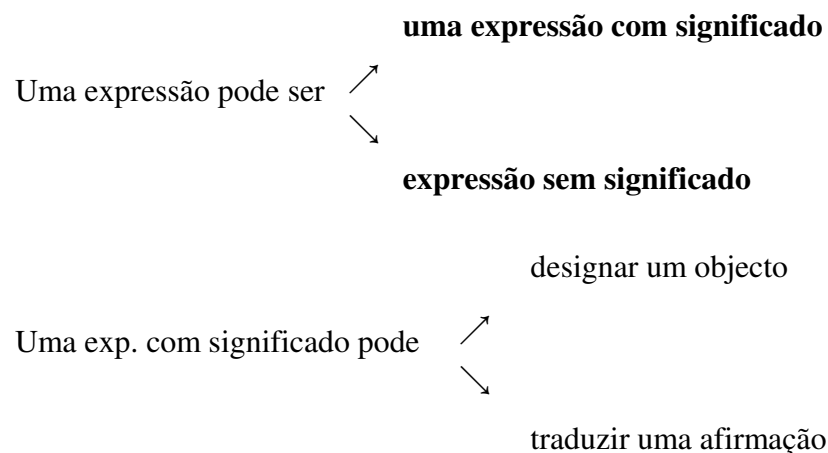 uma expressão com significado
Uma expressão pode ser
expressão sem significado
designar um objecto
Uma exp. com significado pode
traduzir uma afirmação